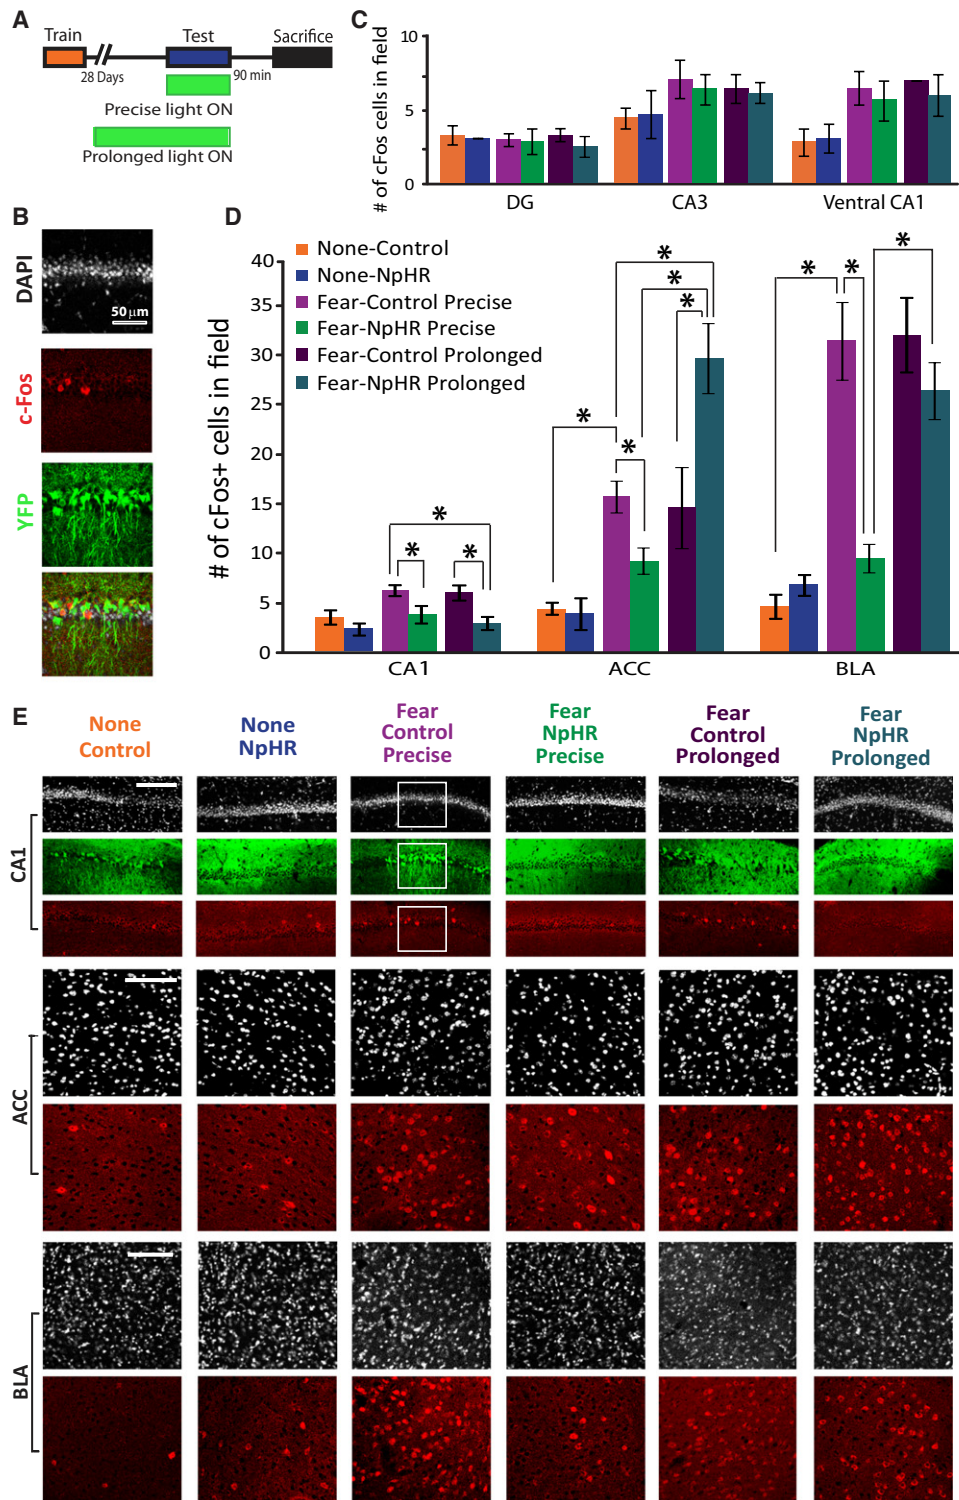 A
Train
Test
Sacrifice
28 Days
90 min
Precise light ON
Prolonged light ON
B
DAPI
50 µm
c-Fos
YFP
C
# of cFos cells in field
10
5
0
DG
CA3
Ventral CA1
D
None-Control
None-NpHR
Fear-Control Precise
Fear-NpHR Precise
Fear-Control Prolonged
Fear-NpHR Prolonged
# of cFos+ cells in field
40
35
30
25
20
15
10
5
0
* * * * * * * * * * *
CA1
ACC
BLA
E
None
Control
None
NpHR
Fear
Control
Precise
Fear
NpHR
Precise
Fear
Control
Prolonged
Fear
NpHR
Prolonged
CA1
ACC
BLA